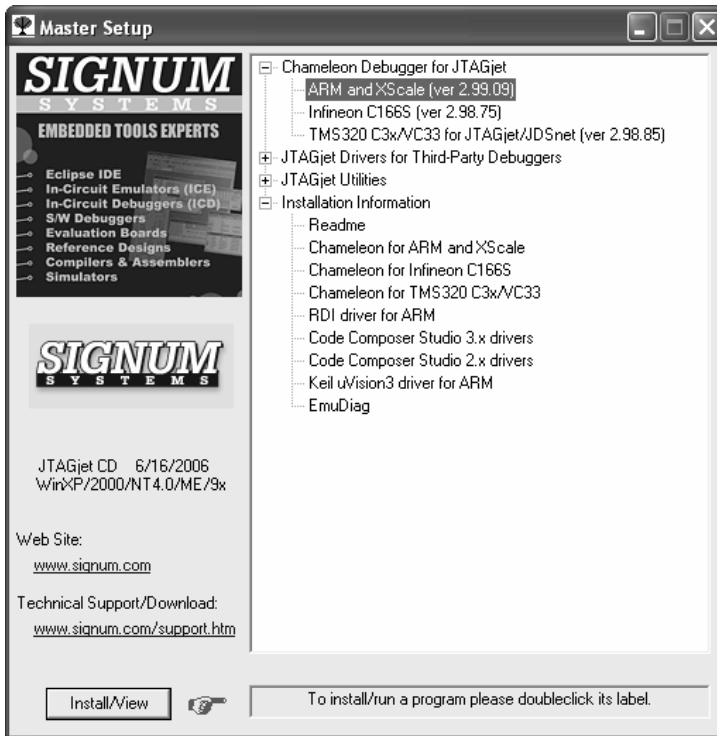 Master Setup
SIGNUM
SYSTEMS
EMBEDDED TOOLS EXPERTS
Eclipse IDE
In-Circuit Emulators (ICE)
In-Circuit Debuggers (ICD)
S/W Debuggers
Evaluation Boards
Reference Designs
Compilers & Assemblers
Simulators
SIGNUM
SYSTEMS
JTAGjet CD 6/16/2006
WinXP/2000/NT4.0/ME/9x
Web Site:
www.signum.com
Technical Support/Download:
www.signum.com/support.htm
Install/View
Chameleon Debugger for JTAGjet
ARM and XScale (ver 2.99.09)
Infineon C166S (ver 2.98.75)
TMS320 C3x/VC33 for JTAGjet/JDSnet (ver 2.98.85)
JTAGjet Drivers for Third-Party Debuggers
JTAGjet Utilities
Installation Information
Readme
Chameleon for ARM and XScale
Chameleon for Infineon C166S
Chameleon for TMS320 C3x/VC33
RDI driver for ARM
Code Composer Studio 3.x drivers
Code Composer Studio 2.x drivers
Keil uVision3 driver for ARM
EmuDiag
To install/run a program please doubleclick its label.